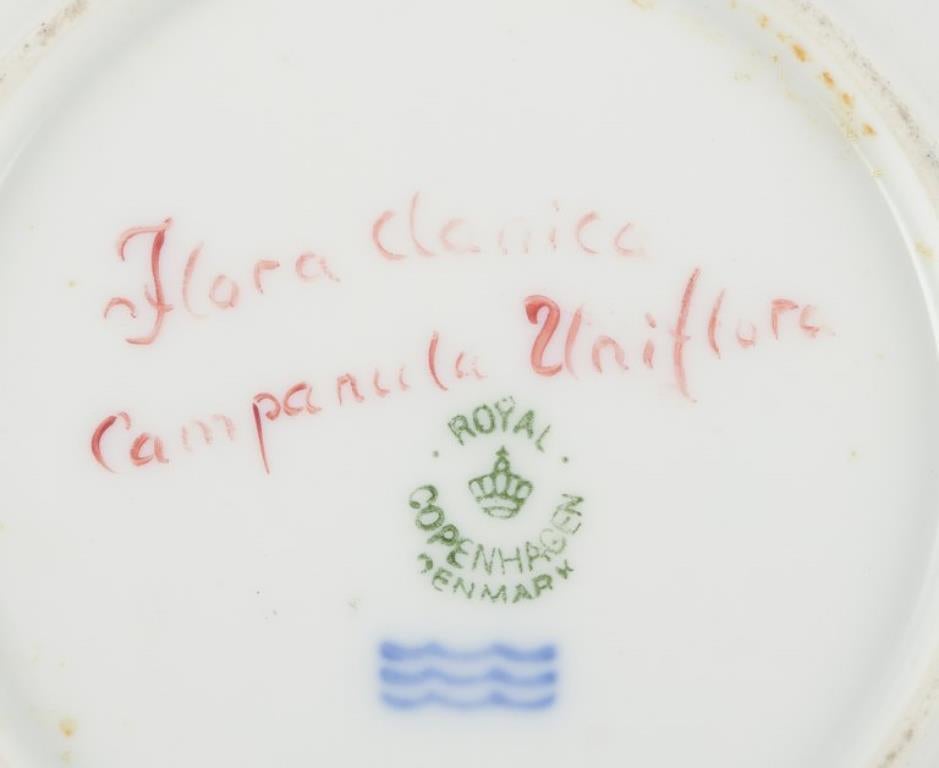 Flora danica
Campanula Uniflora
ROYAL
COPENHAGEN
DENMARK